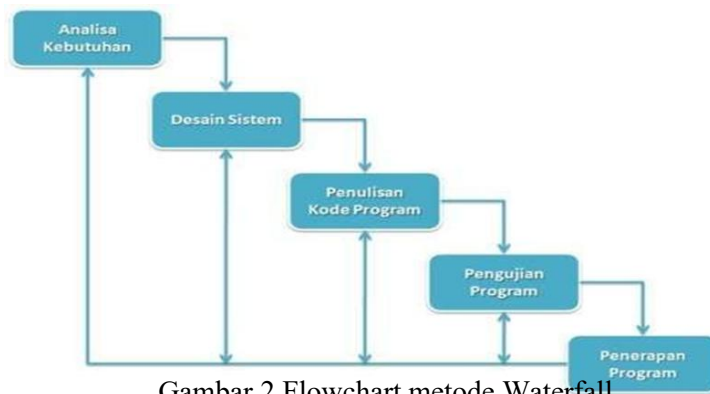 Analisa
Kebutuhan
Desain Sistem
Penulisan
Kode Program
Pengujian
Program
Penerapan
Program
Gambar 2 Flowchart metode Waterfall